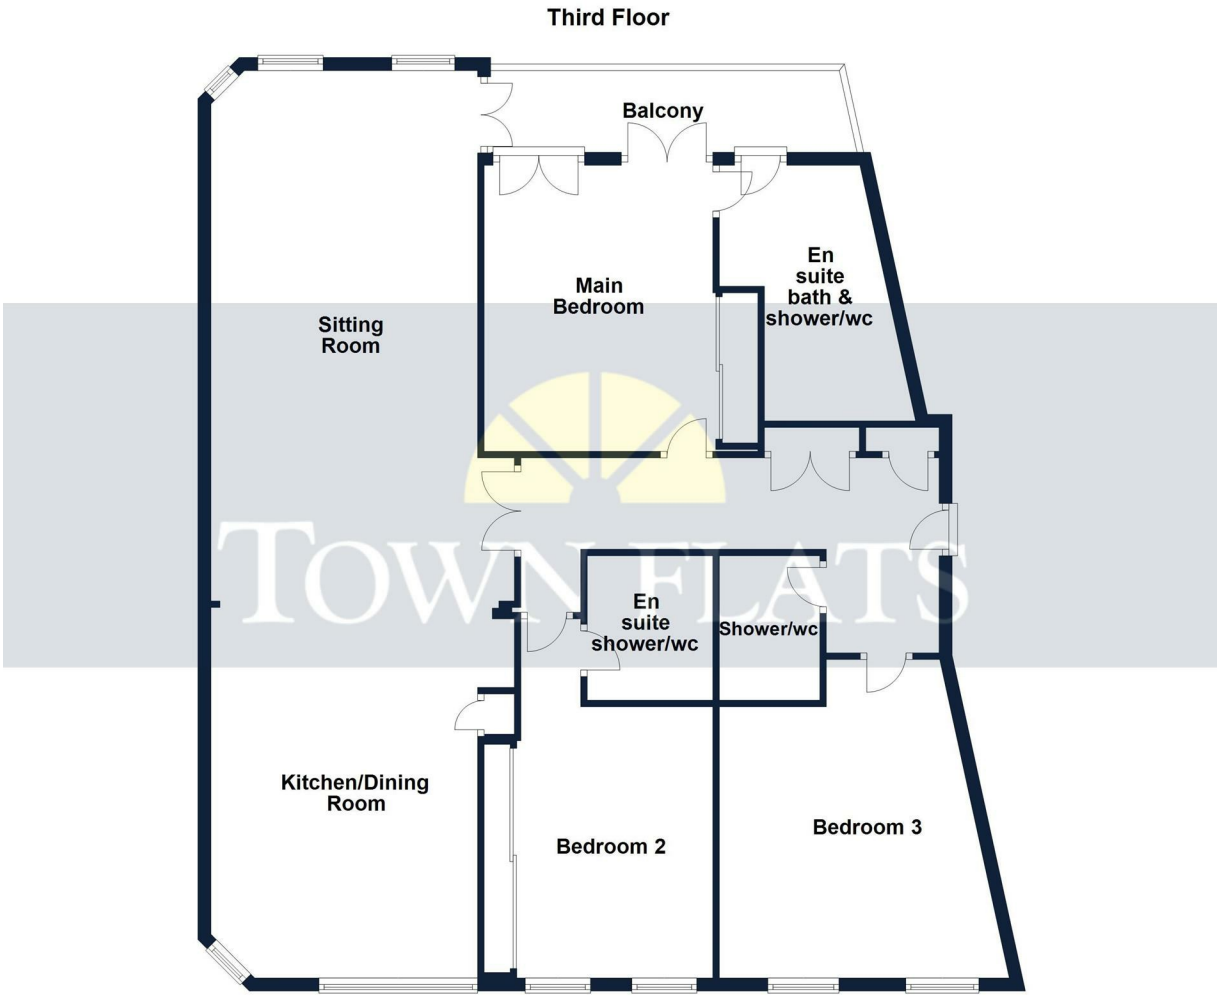 Third Floor
Balcony
En
suite
bath &
shower/wc
Main
Bedroom
Sitting
Room
TOWN FLATS
En
suite
shower/wc
Shower/wc
Kitchen/Dining
Room
Bedroom 2
Bedroom 3